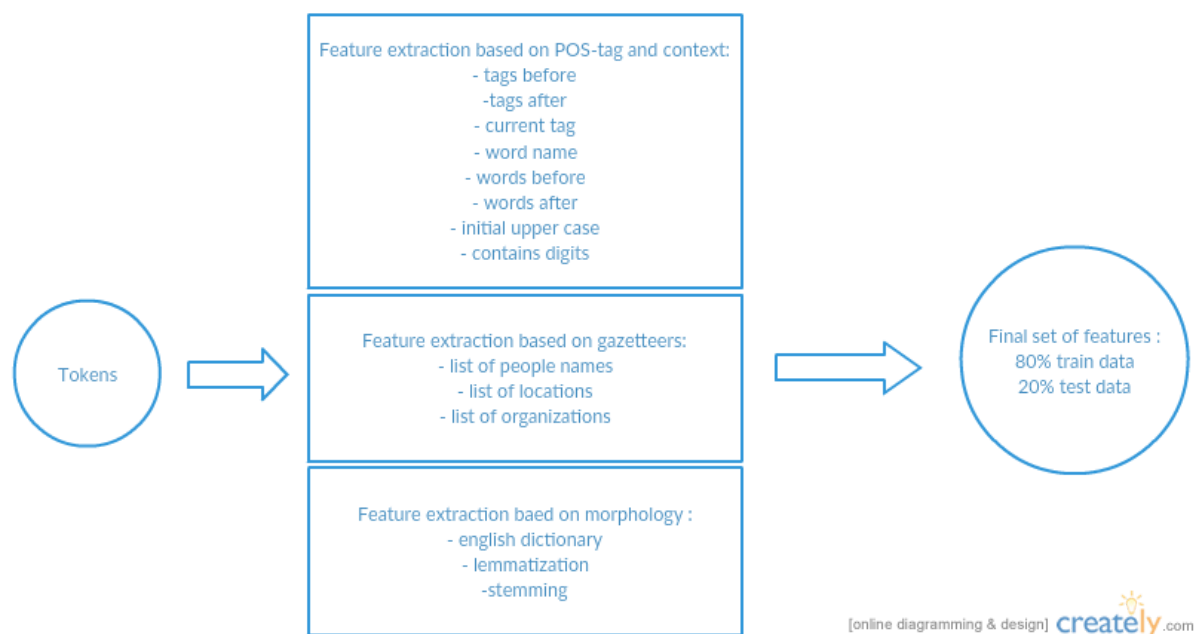 Feature extraction based on POS-tag and context:
- tags before
-tags after
- current tag
- word name
- words before
- words after
- initial upper case
- contains digits
Tokens
Feature extraction based on gazetteers:
- list of people names
- list of locations
- list of organizations
Feature extraction baed on morphology :
- english dictionary
- lemmatization
-stemming
Final set of features :
80% train data
20% test data
[online diagramming & design] creately.com